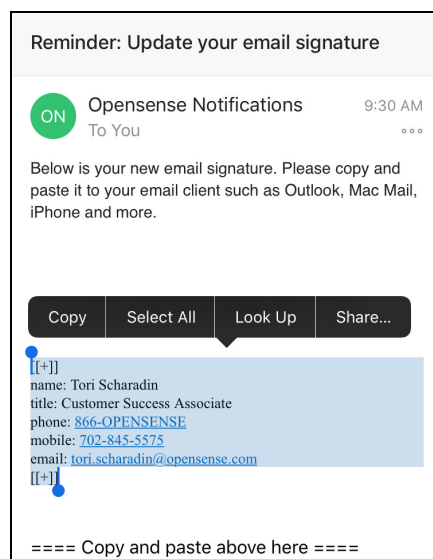 Reminder: Update your email signature
ON
Opensense Notifications
9:30 AM
To You
Below is your new email signature. Please copy and
paste it to your email client such as Outlook, Mac Mail,
iPhone and more.
Copy
Select All
Look Up
Share...
[[+]]
name: Tori Scharadin
title: Customer Success Associate
phone: 866-OPENSENSE
mobile: 702-845-5575
email: tori.scharadin@opensense.com
[[+]]
==== Copy and paste above here ====